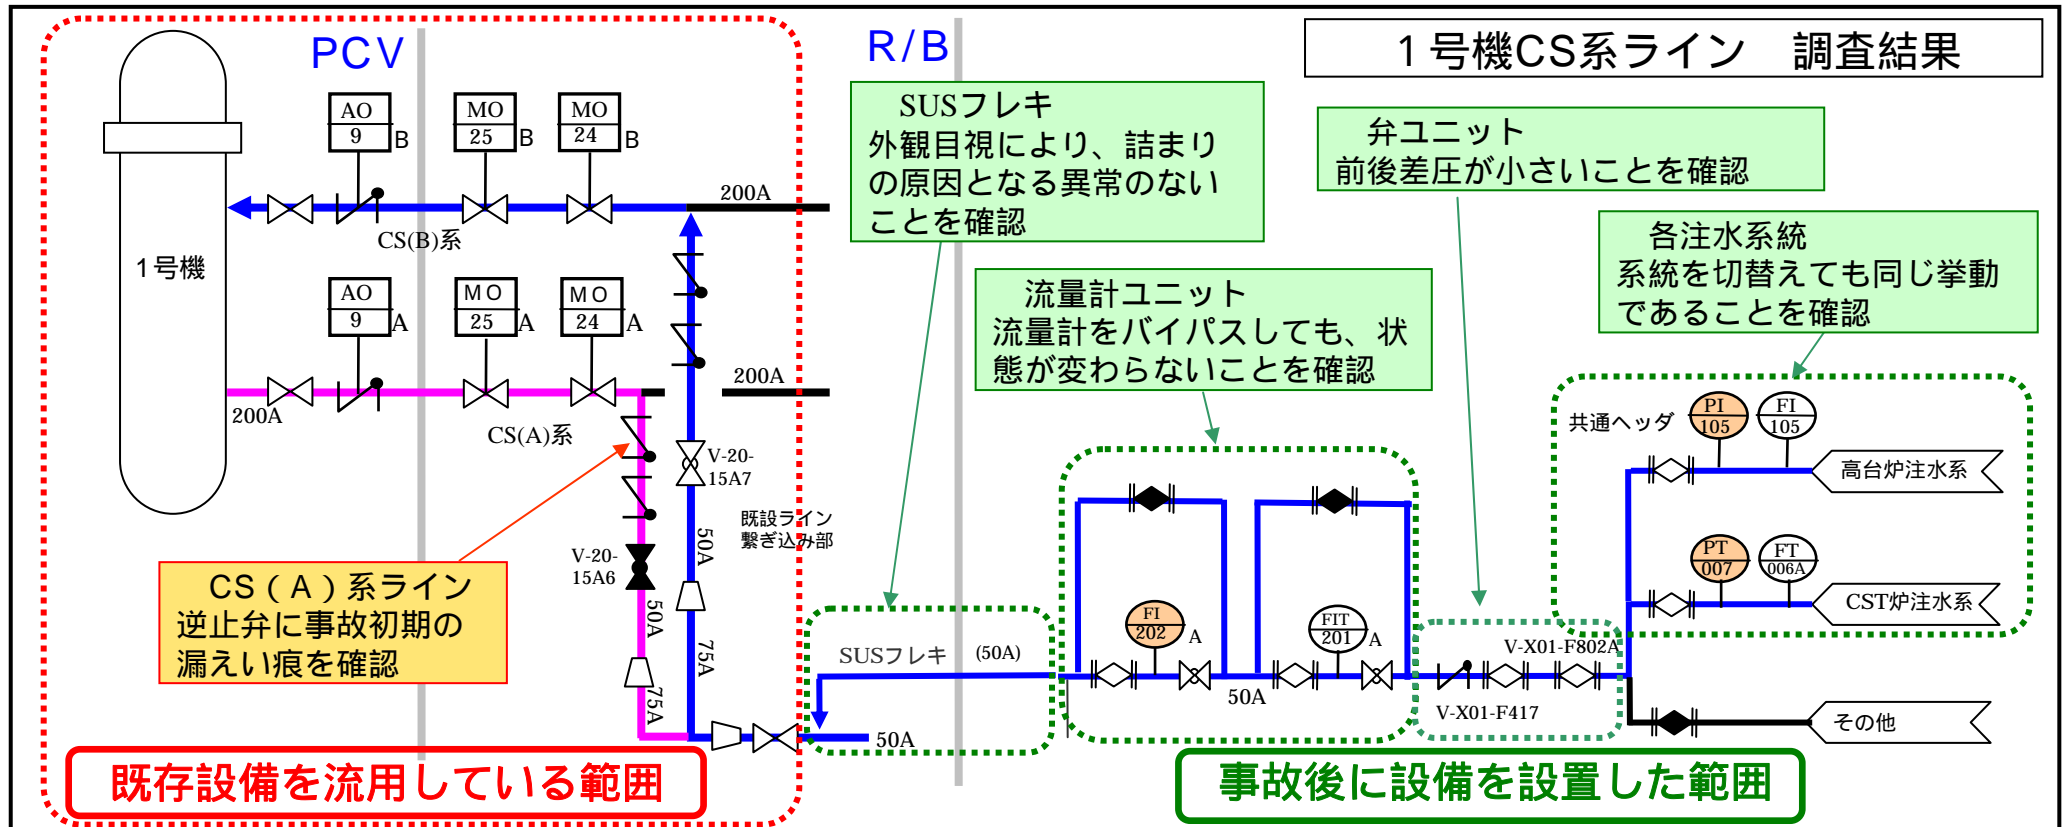 PCV
R/B
1号機CS系ライン　調査結果
AO
9
B
MO
25
B
MO
24
B
200A
CS(B)系
1号機
AO
9
A
MO
25
A
MO
24
A
200A
200A
CS(A)系
SUSフレキ
外観目視により、詰まり
の原因となる異常のない
ことを確認
弁ユニット
前後差圧が小さいことを確認
各注水系統
系統を切替えても同じ挙動
であることを確認
流量計ユニット
流量計をバイパスしても、状
態が変わらないことを確認
共通ヘッダ
PI
105
FI
105
高台炉注水系
PT
007
FT
006A
CST炉注水系
その他
V-20-
15A7
既設ライン
繋ぎ込み部
V-20-
15A6
50A
75A
50A
75A
CS（A）系ライン
逆止弁に事故初期の
漏えい痕を確認
SUSフレキ (50A)
50A
FI
202
A
FIT
201
A
50A
V-X01-F802A
V-X01-F417
既存設備を流用している範囲
事故後に設備を設置した範囲